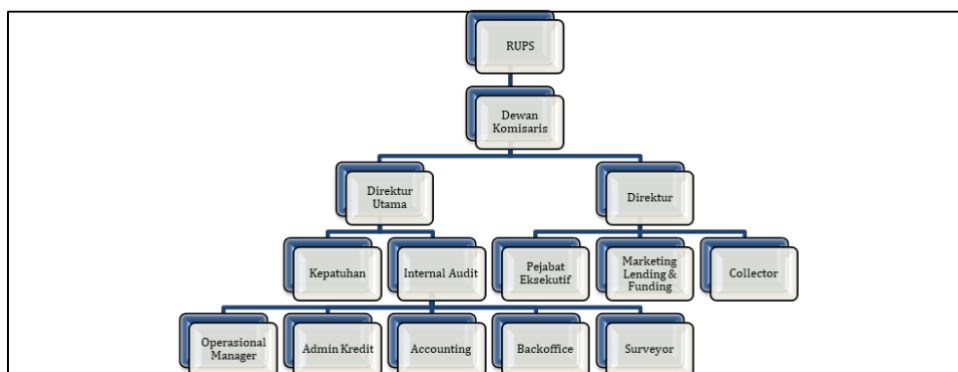 RUPS
Dewan
Komisaris
Direktur
Utama
Direktur
Kepatuhan
Internal Audit
Pejabat
Eksekutif
Marketing
Lending &
Funding
Collector
Operasional
Manager
Admin Kredit
Accounting
Backoffice
Surveyor